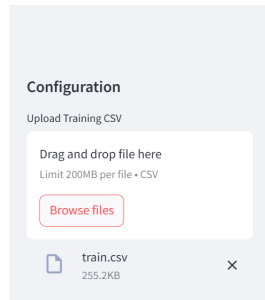 Configuration
Upload Training CSV
Drag and drop file here
Limit 200MB per file • CSV
Browse files
train.csv
255.2KB